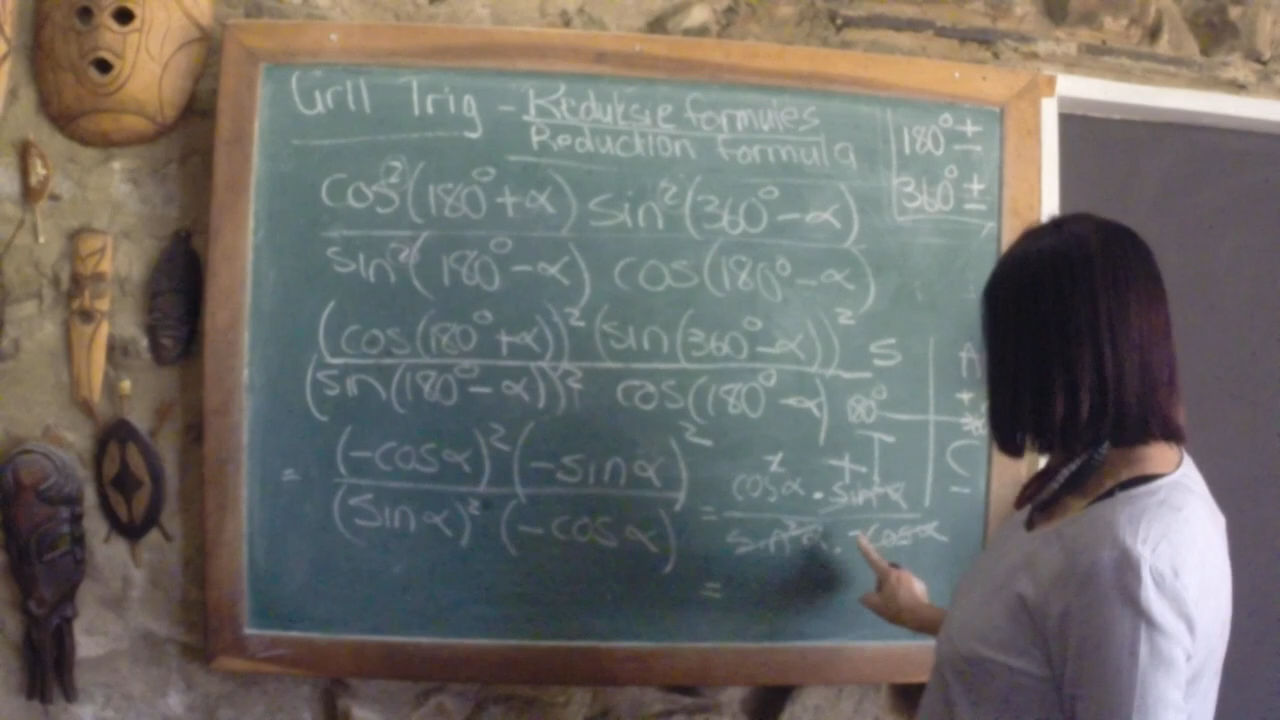 Gr11 Trig - Reduksie formules
Reduction formula
180° ±
360° ±
cos²(180°+α) sin²(360°-α)
sin²(180°-α) cos(180°-α)
(cos(180°+α))² (sin(360°-α))²
(sin(180°-α))² cos(180°-α)
S A
180°
T C
= (-cosα)² (-sinα)²
(sinα)² (-cosα)
= cos²α · sin²α
sin²α · -cosα
=